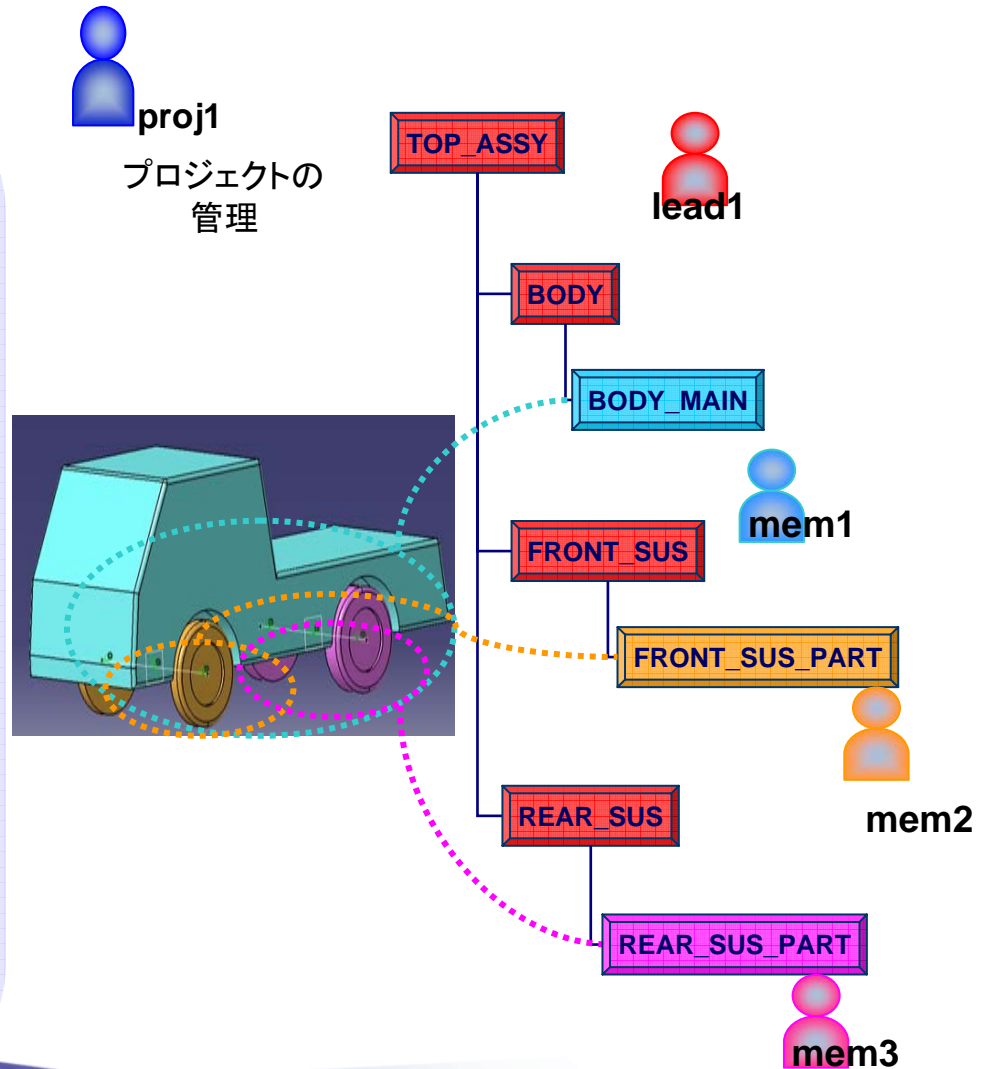 proj1
プロジェクトの
管理
TOP_ASSY
lead1
BODY
BODY_MAIN
mem1
FRONT_SUS
FRONT_SUS_PART
mem2
REAR_SUS
REAR_SUS_PART
mem3